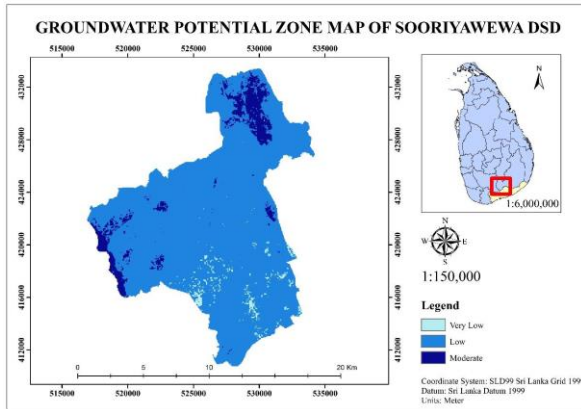 GROUNDWATER POTENTIAL ZONE MAP OF SOORIYAWEWA DSD
515000 520000 525000 530000 535000
432000
428000
424000
420000
416000
412000
N
1:6,000,000
N
W E
S
1:150,000
Legend
Very Low
Low
Moderate
0 5 10 20 Km
515000 520000 525000 530000 535000
Coordinate System: SLD99 Sri Lanka Grid 199
Datum: Sri Lanka Datum 1999
Units: Meter